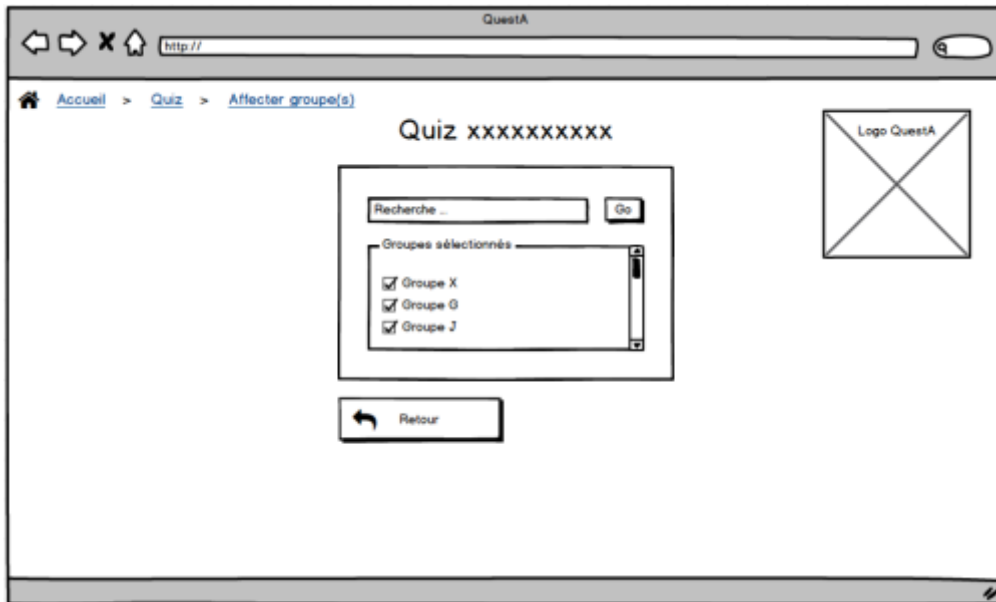 QuestA
http://
Accueil > Quiz > Affecter groupe(s)
Quiz xxxxxxxxxx
Logo QuestA
Recherche ...
Go
Groupes sélectionnés
Groupe X
Groupe G
Groupe J
Retour